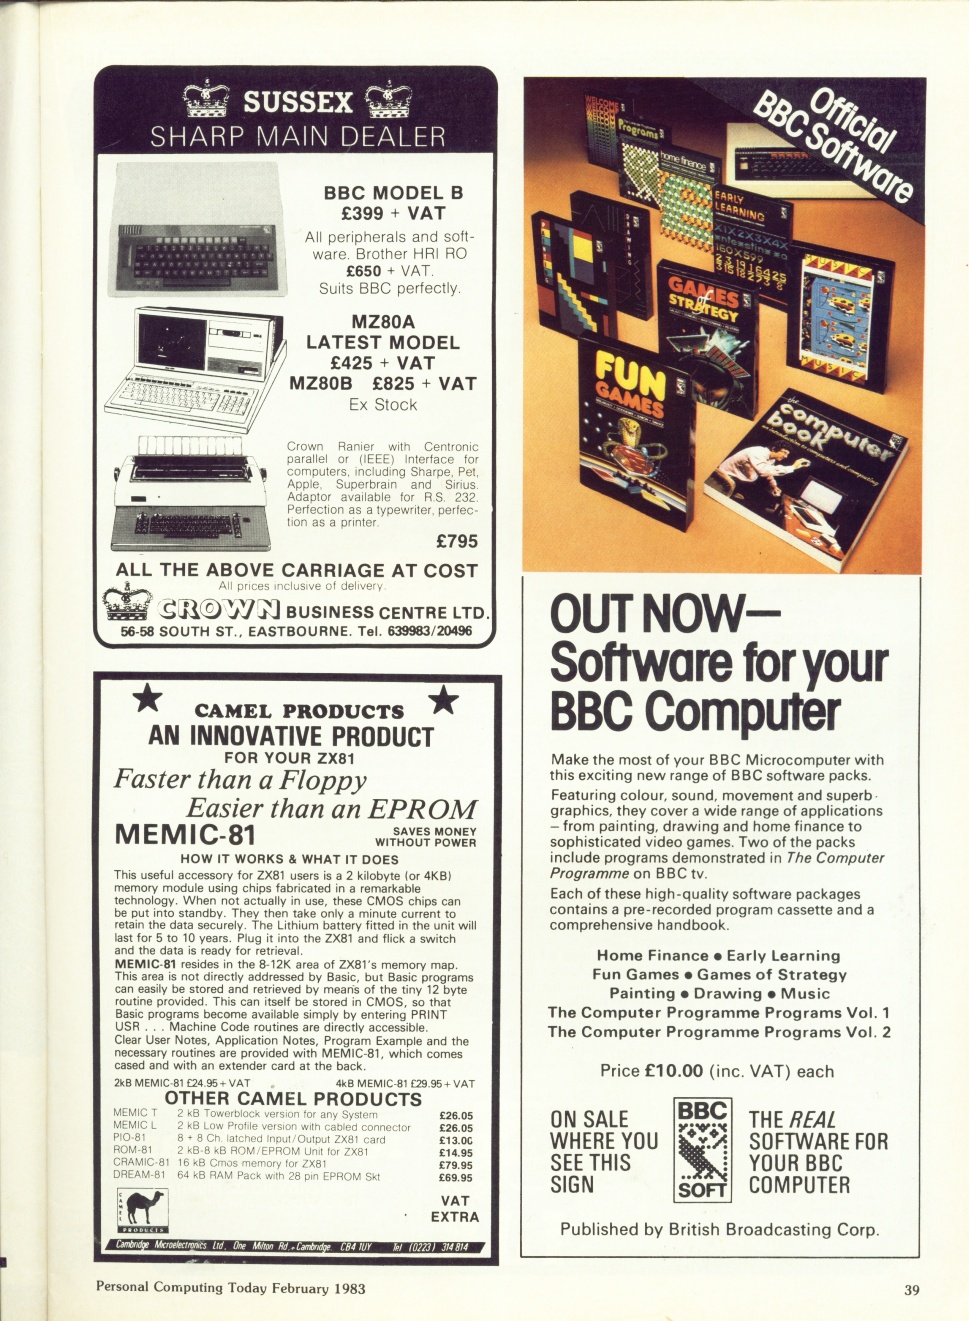 SUSSEX
SHARP MAIN DEALER
BBC MODEL B
£399 + VAT
All peripherals and soft-
ware. Brother HRI RO
£650 + VAT.
Suits BBC perfectly.
MZ80A
LATEST MODEL
£425 + VAT
MZ80B £825 + VAT
Ex Stock
Crown Ranier with Centronic
parallel or (IEEE) Interface for
computers, including Sharpe, Pet,
Apple, Superbrain and Sirius.
Adaptor available for R.S. 232.
Perfection as a typewriter, perfec-
tion as a printer.
£795
ALL THE ABOVE CARRIAGE AT COST
All prices inclusive of delivery.
CROWN BUSINESS CENTRE LTD.
56-58 SOUTH ST., EASTBOURNE. Tel. 639983/20496
CAMEL PRODUCTS
AN INNOVATIVE PRODUCT
FOR YOUR ZX81
Faster than a Floppy
Easier than an EPROM
MEMIC-81
SAVES MONEY
WITHOUT POWER
HOW IT WORKS & WHAT IT DOES
This useful accessory for ZX81 users is a 2 kilobyte (or 4KB)
memory module using chips fabricated in a remarkable
technology. When not actually in use, these CMOS chips can
be put into standby. They then take only a minute current to
retain the data securely. The Lithium battery fitted in the unit will
last for 5 to 10 years. Plug it into the ZX81 and flick a switch
and the data is ready for retrieval.
MEMIC-81 resides in the 8-12K area of ZX81's memory map.
This area is not directly addressed by Basic, but Basic programs
can easily be stored and retrieved by means of the tiny 12 byte
routine provided. This can itself be stored in CMOS, so that
Basic programs become available simply by entering PRINT
USR . . . Machine Code routines are directly accessible.
Clear User Notes, Application Notes, Program Example and the
necessary routines are provided with MEMIC-81, which comes
cased and with an extender card at the back.
2kB MEMIC-81 £24.95 + VAT 4kB MEMIC-81 £29.95 + VAT
OTHER CAMEL PRODUCTS
MEMIC T 2 kB Towerblock version for any System £26.05
MEMIC L 2 kB Low Profile version with cabled connector £26.05
PIO-81 8 + 8 Ch. latched Input/Output ZX81 card £13.00
ROM-81 2 kB-8 kB ROM/EPROM Unit for ZX81 £14.95
CRAMIC-81 16 kB Cmos memory for ZX81 £79.95
DREAM-81 64 kB RAM Pack with 28 pin EPROM Skt £69.95
CAMEL
PRODUCTS
VAT
EXTRA
Cambridge Microelectronics Ltd, One Milton Rd., Cambridge. CB4 1UY Tel (0223) 314814
Official
BBC Software
WELCOME
Programs
home finance
EARLY
LEARNING
DRAWING
GAMES
of
STRATEGY
FUN
GAMES
the
computer
book
an introduction to computers and computing
OUT NOW—
Software for your
BBC Computer
Make the most of your BBC Microcomputer with
this exciting new range of BBC software packs.
Featuring colour, sound, movement and superb
graphics, they cover a wide range of applications
– from painting, drawing and home finance to
sophisticated video games. Two of the packs
include programs demonstrated in The Computer
Programme on BBC tv.
Each of these high-quality software packages
contains a pre-recorded program cassette and a
comprehensive handbook.
Home Finance ● Early Learning
Fun Games ● Games of Strategy
Painting ● Drawing ● Music
The Computer Programme Programs Vol. 1
The Computer Programme Programs Vol. 2
Price £10.00 (inc. VAT) each
ON SALE
WHERE YOU
SEE THIS
SIGN
BBC
SOFT
THE REAL
SOFTWARE FOR
YOUR BBC
COMPUTER
Published by British Broadcasting Corp.
Personal Computing Today February 1983
39